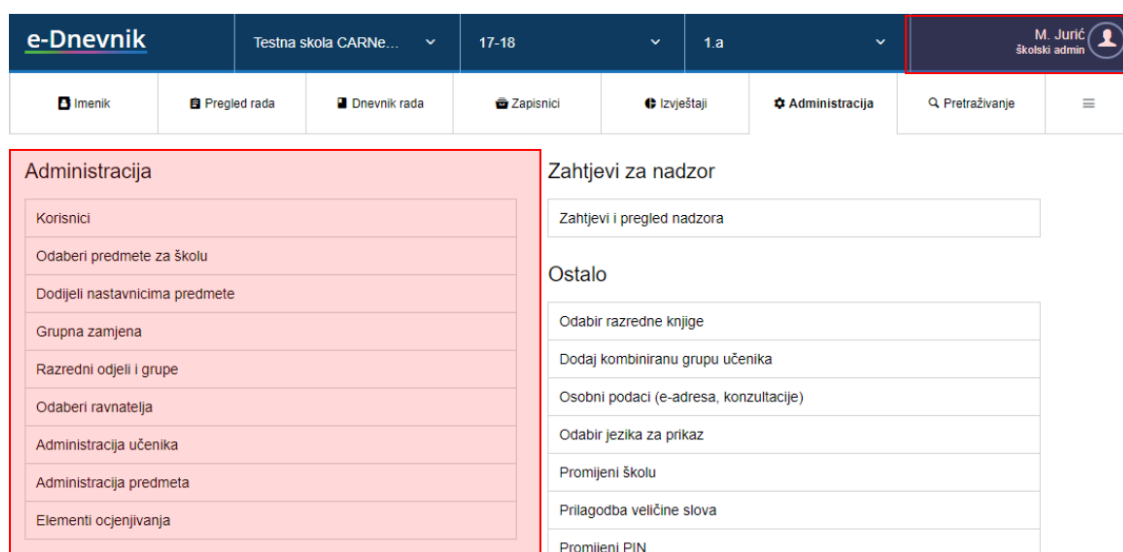 e-Dnevnik
Testna skola CARNe...
17-18
1.a
M. Jurić
školski admin
Imenik
Pregled rada
Dnevnik rada
Zapisnici
Izvještaji
Administracija
Pretraživanje
Administracija
Korisnici
Odaberi predmete za školu
Dodijeli nastavnicima predmete
Grupna zamjena
Razredni odjeli i grupe
Odaberi ravnatelja
Administracija učenika
Administracija predmeta
Elementi ocjenjivanja
Zahtjevi za nadzor
Zahtjevi i pregled nadzora
Ostalo
Odabir razredne knjige
Dodaj kombiniranu grupu učenika
Osobni podaci (e-adresa, konzultacije)
Odabir jezika za prikaz
Promijeni školu
Prilagodba veličine slova
Promijeni PIN